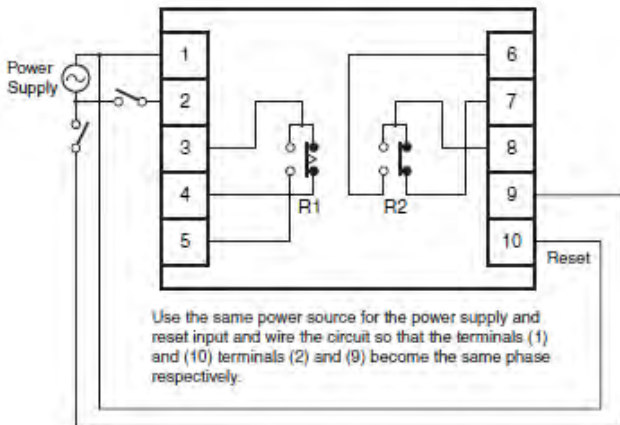 Power
Supply
1
2
3
4
5
R1
R2
6
7
8
9
10
Reset
Use the same power source for the power supply and
reset input and wire the circuit so that the terminals (1)
and (10) terminals (2) and (9) become the same phase
respectively.